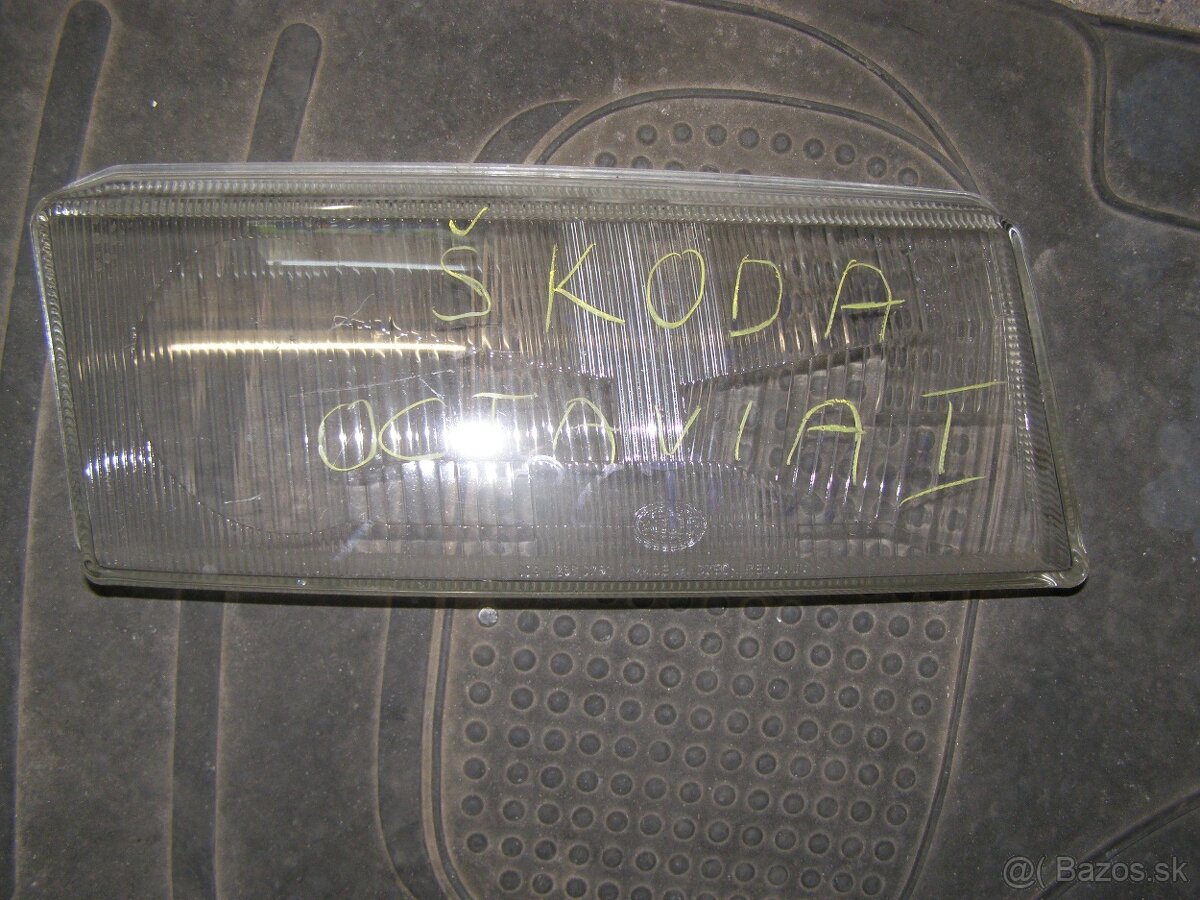 ŠKODA
OCTAVIA I
@( Bazos.sk